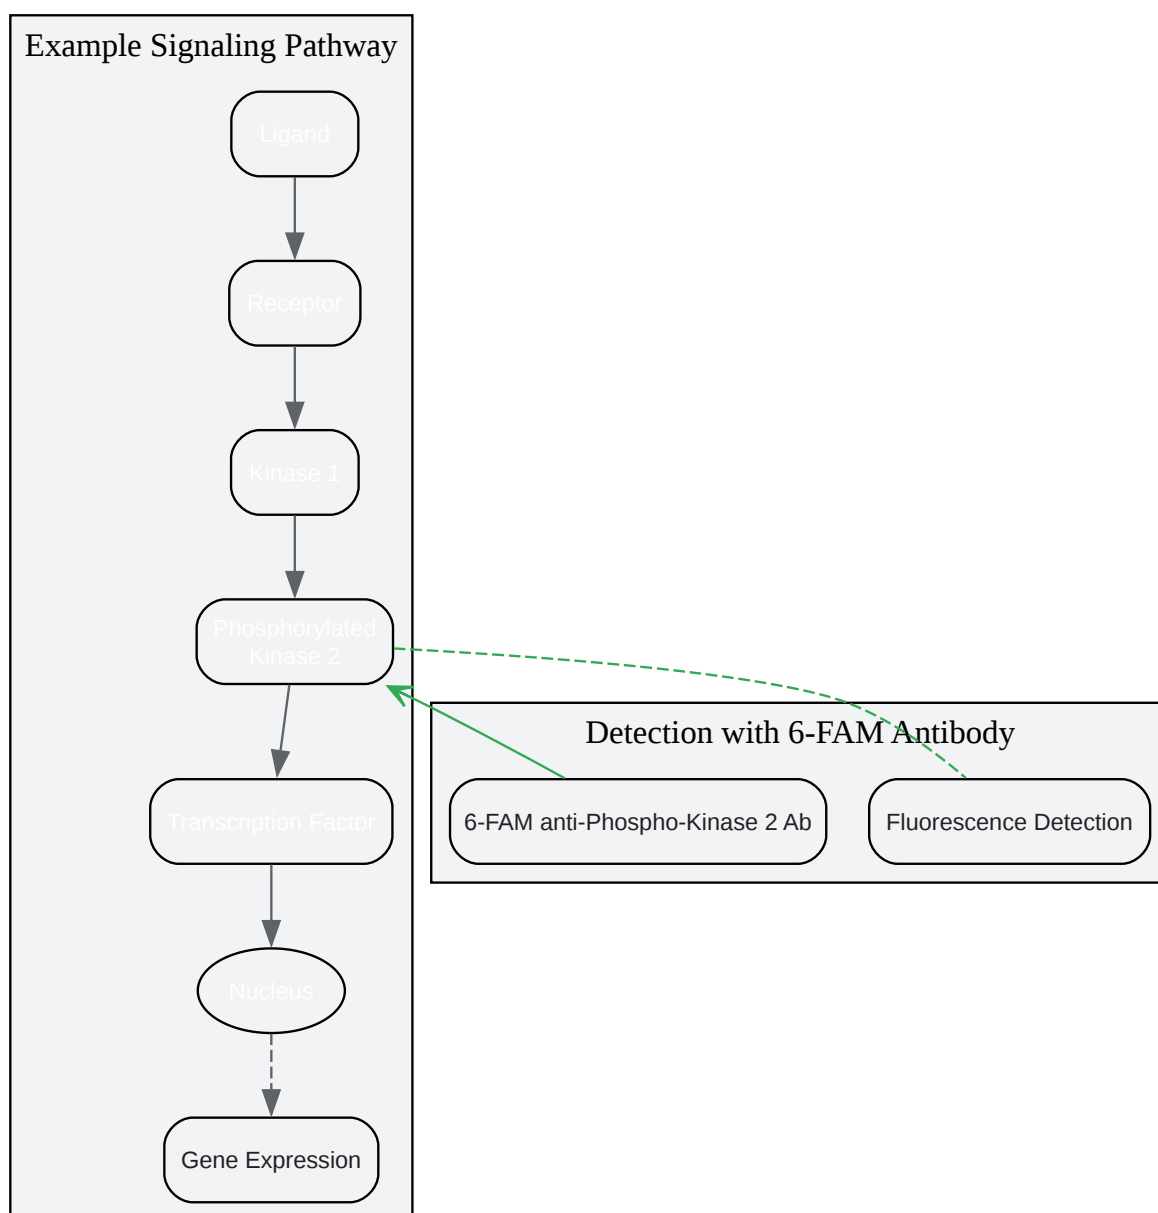 Example Signaling Pathway
Ligand
Receptor
Kinase 1
Phosphorylated
Kinase 2
Detection with 6-FAM Antibody
Transcription Factor
6-FAM anti-Phospho-Kinase 2 Ab
Fluorescence Detection
Nucleus
Gene Expression